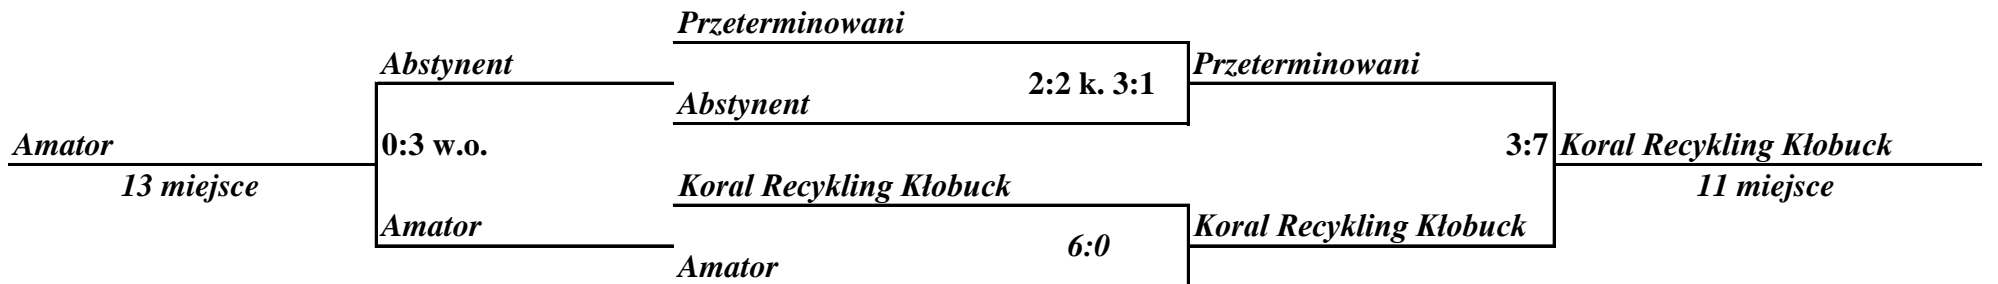 Przeterminowani
Abstynent
Przeterminowani
2:2 k. 3:1
Abstynent
Amator
0:3 w.o.
3:7
Koral Recykling Kłobuck
13 miejsce
Koral Recykling Kłobuck
11 miejsce
Amator
Koral Recykling Kłobuck
6:0
Amator